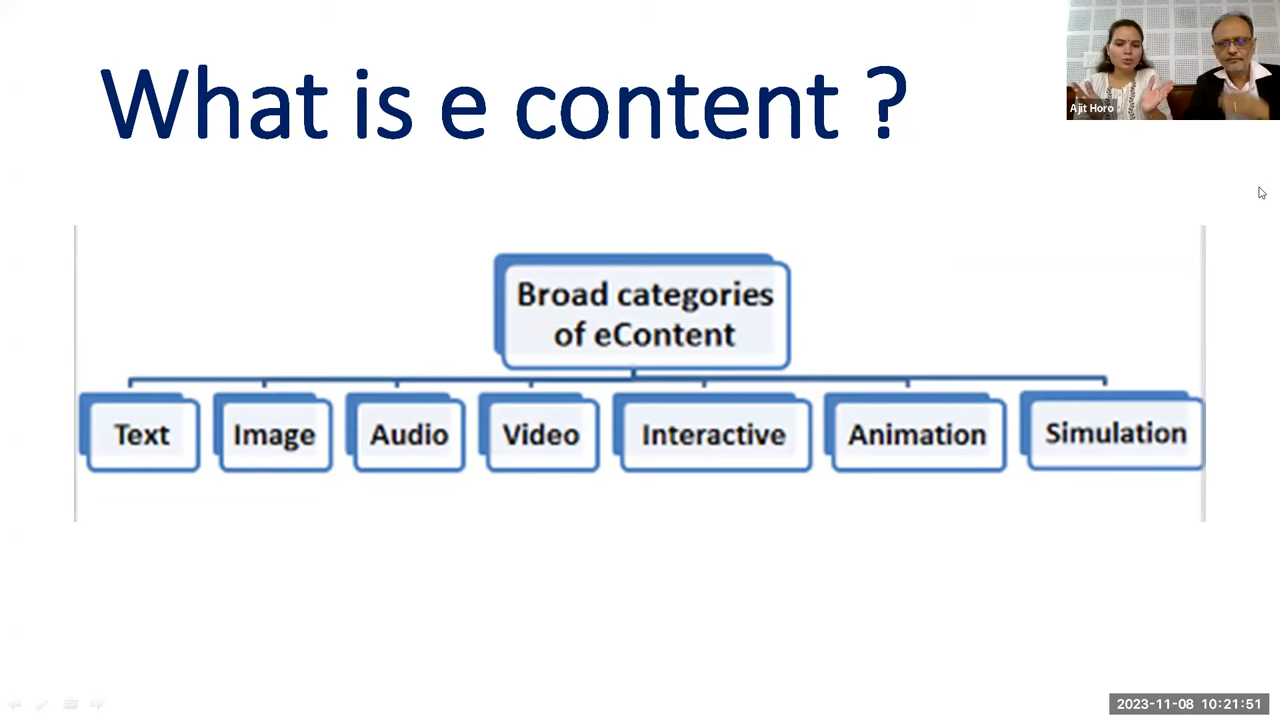 What is e content ?
Ajit Horo
Broad categories
of eContent
Text Image Audio Video Interactive Animation Simulation
2023-11-08 10:21:51